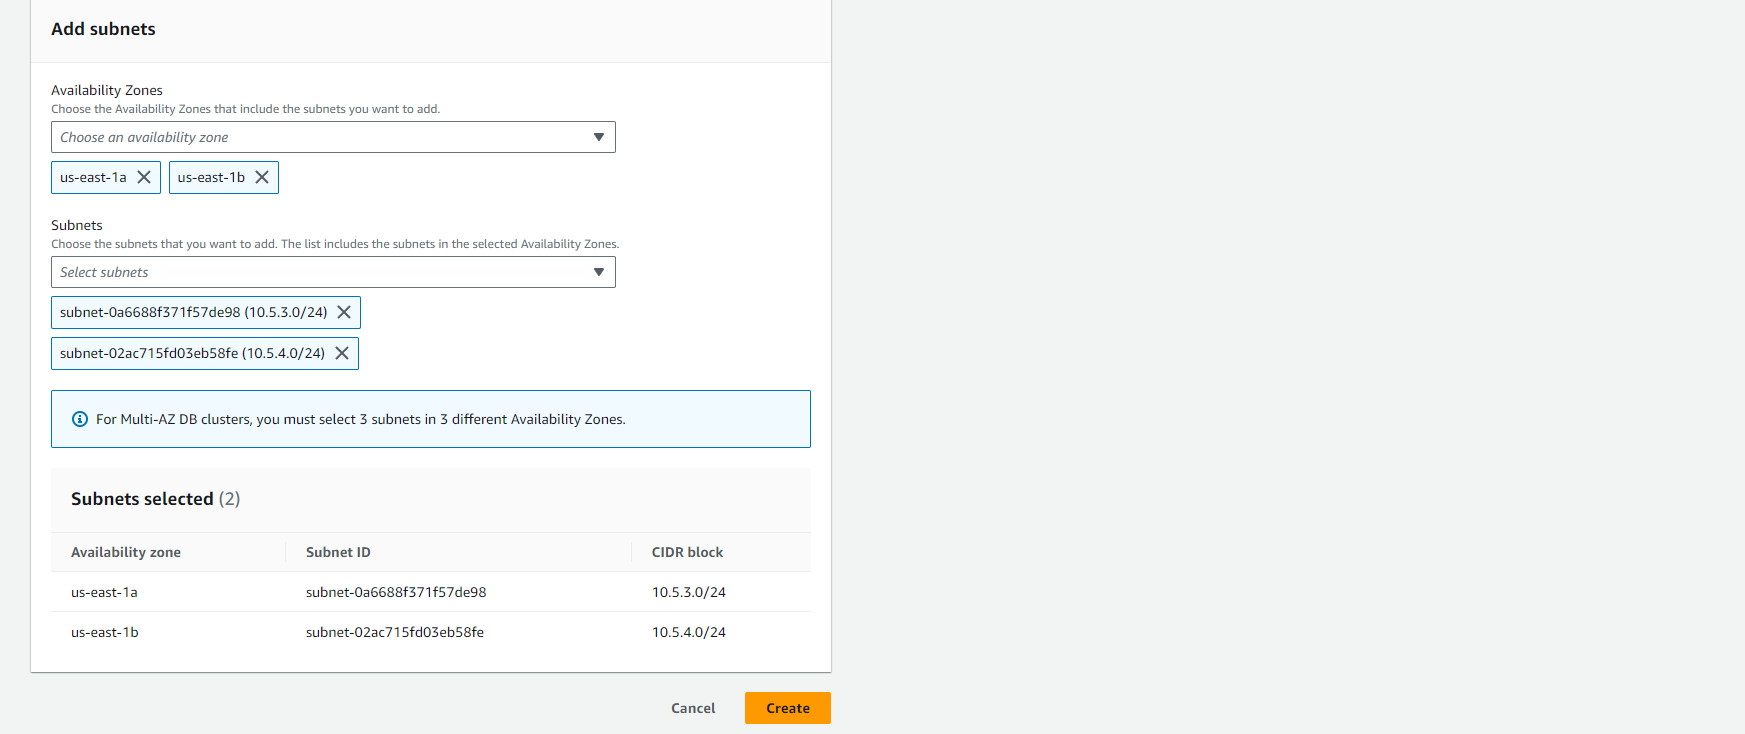 Add subnets
Availability Zones
Choose the Availability Zones that include the subnets you want to add.
Choose an availability zone
us-east-1a us-east-1b
Subnets
Choose the subnets that you want to add. The list includes the subnets in the selected Availability Zones.
Select subnets
subnet-0a6688f371f57de98 (10.5.3.0/24)
subnet-02ac715fd03eb58fe (10.5.4.0/24)
For Multi-AZ DB clusters, you must select 3 subnets in 3 different Availability Zones.
Subnets selected (2)
Availability zone Subnet ID CIDR block
us-east-1a subnet-0a6688f371f57de98 10.5.3.0/24
us-east-1b subnet-02ac715fd03eb58fe 10.5.4.0/24
Cancel Create